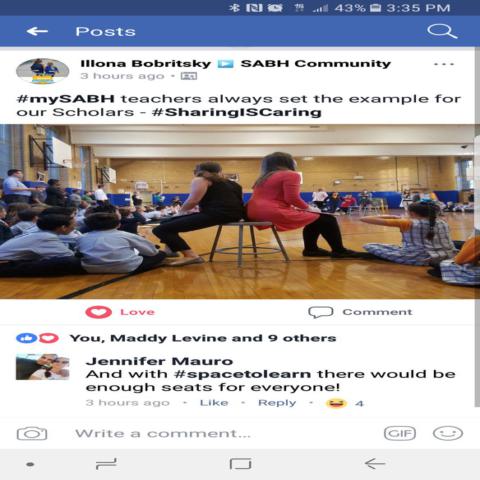 43% 3:35 PM
Posts
Illona Bobritsky ▶ SABH Community
3 hours ago ·
#mySABH teachers always set the example for
our Scholars - #SharingISCaring
Love
Comment
You, Maddy Levine and 9 others
Jennifer Mauro
And with #spacetolearn there would be
enough seats for everyone!
3 hours ago · Like · Reply · 4
Write a comment...
GIF